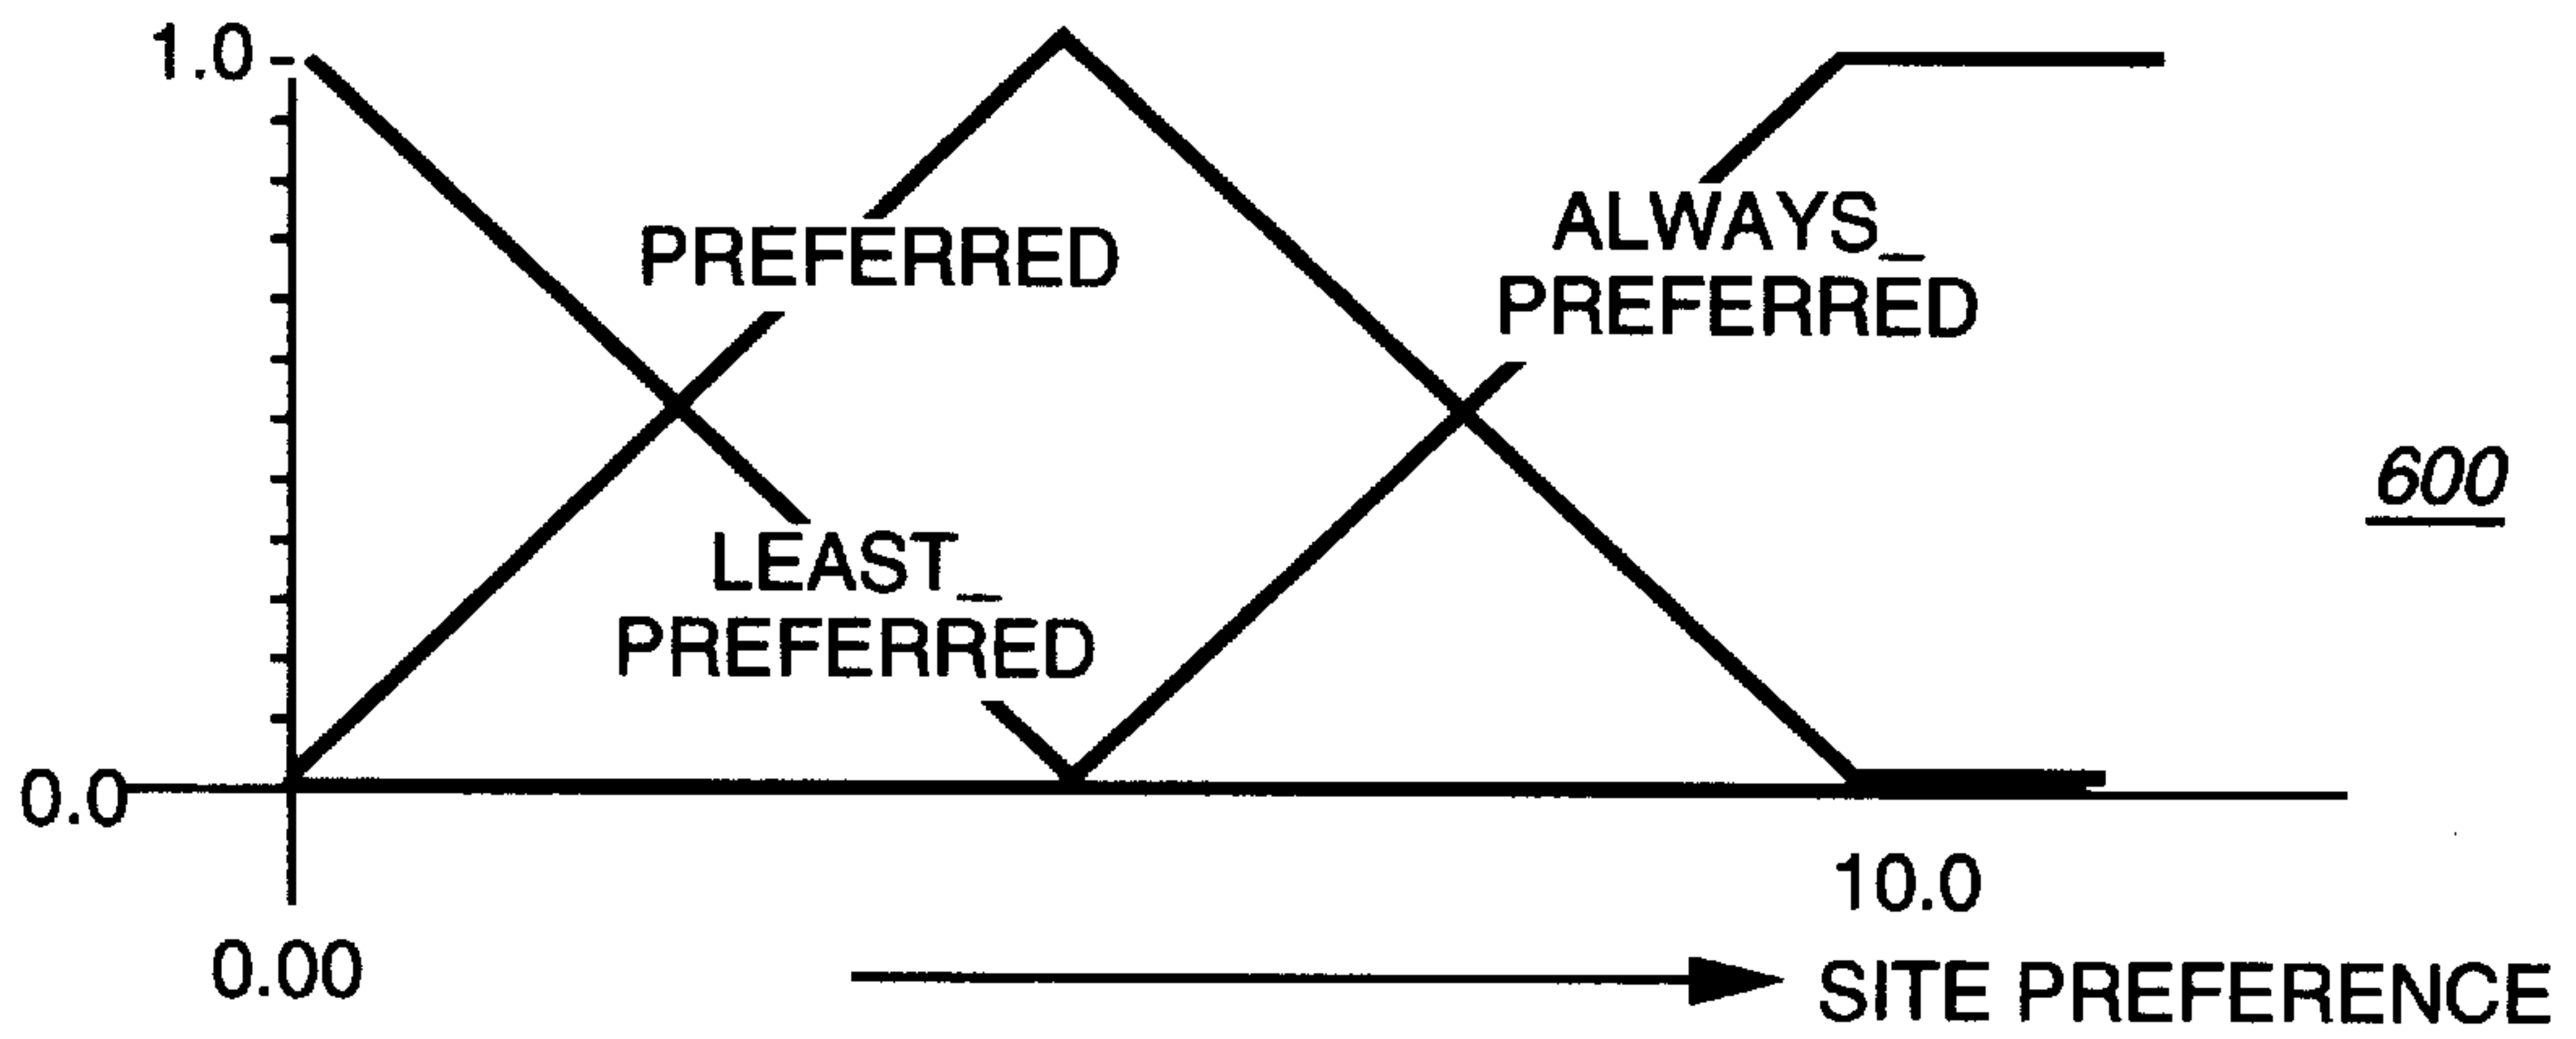 1.0
PREFERRED
ALWAYS_
PREFERRED
600
LEAST_
PREFERRED
0.0
10.0
0.00
SITE PREFERENCE